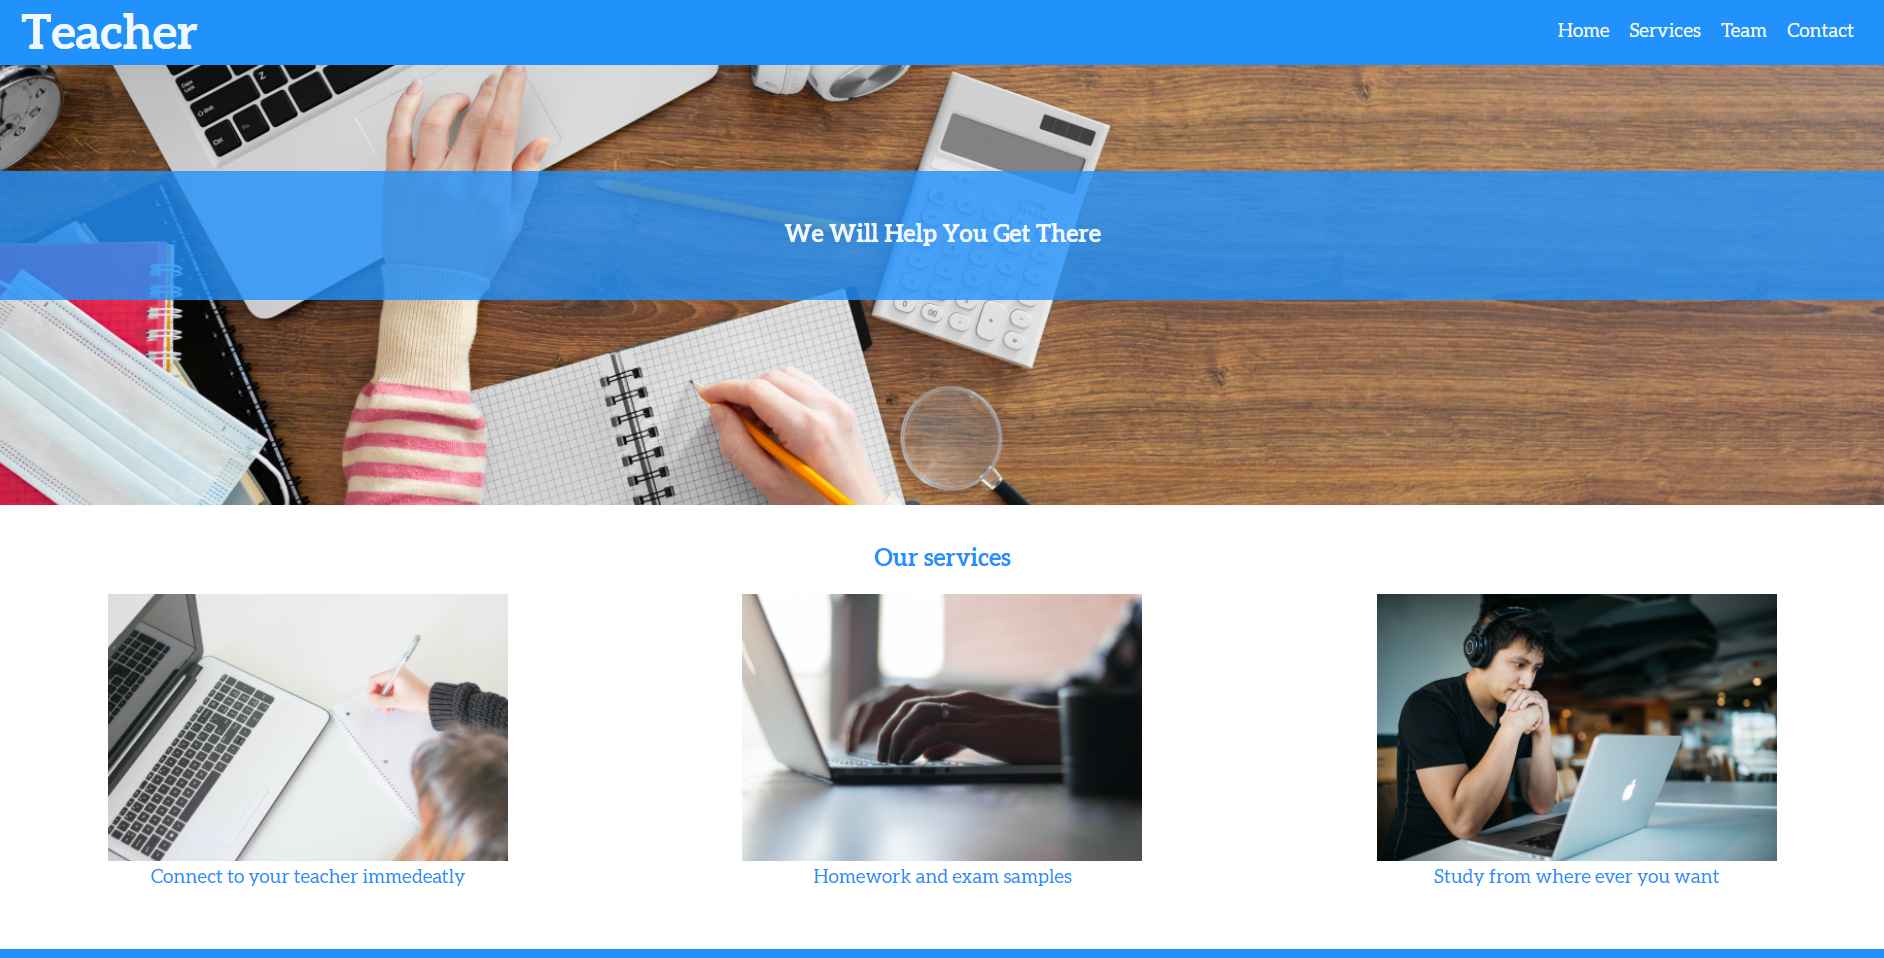 Teacher
Home Services Team Contact
We Will Help You Get There
Our services
Connect to your teacher immedeatly
Homework and exam samples
Study from where ever you want